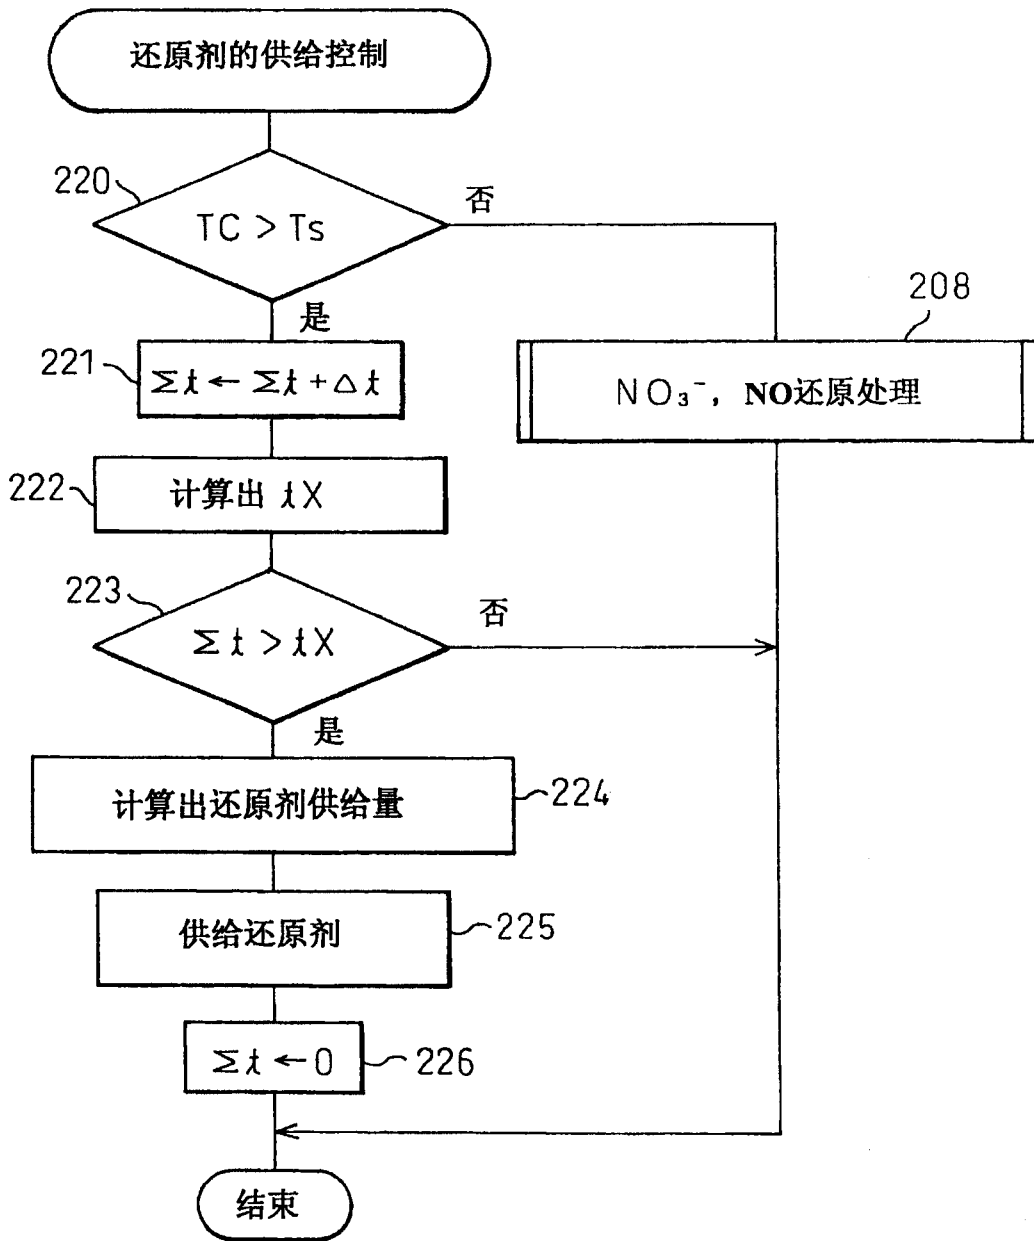 还原剂的供给控制
220
TC > Ts
否
是
208
221
Σt ← Σt + Δt
NO₃⁻, NO还原处理
222
计算出 tX
223
Σt > tX
否
是
计算出还原剂供给量
224
供给还原剂
225
Σt ← 0
226
结束